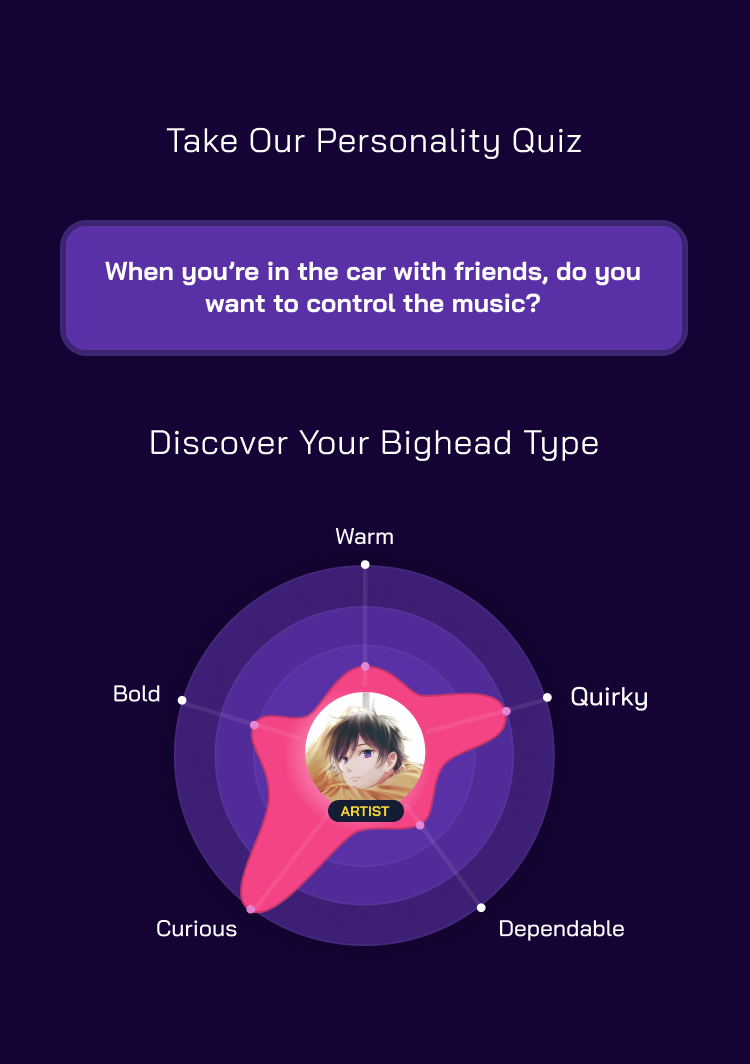 Take Our Personality Quiz
When you’re in the car with friends, do you
want to control the music?
Discover Your Bighead Type
Warm
Bold
Quirky
ARTIST
Curious
Dependable